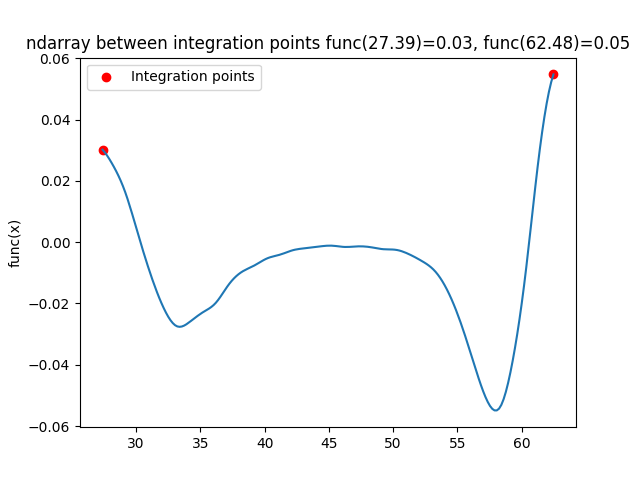 ndarray between integration points func(27.39)=0.03, func(62.48)=0.05
Integration points
func(x)
0.06
0.04
0.02
0.00
−0.02
−0.04
−0.06
30 35 40 45 50 55 60